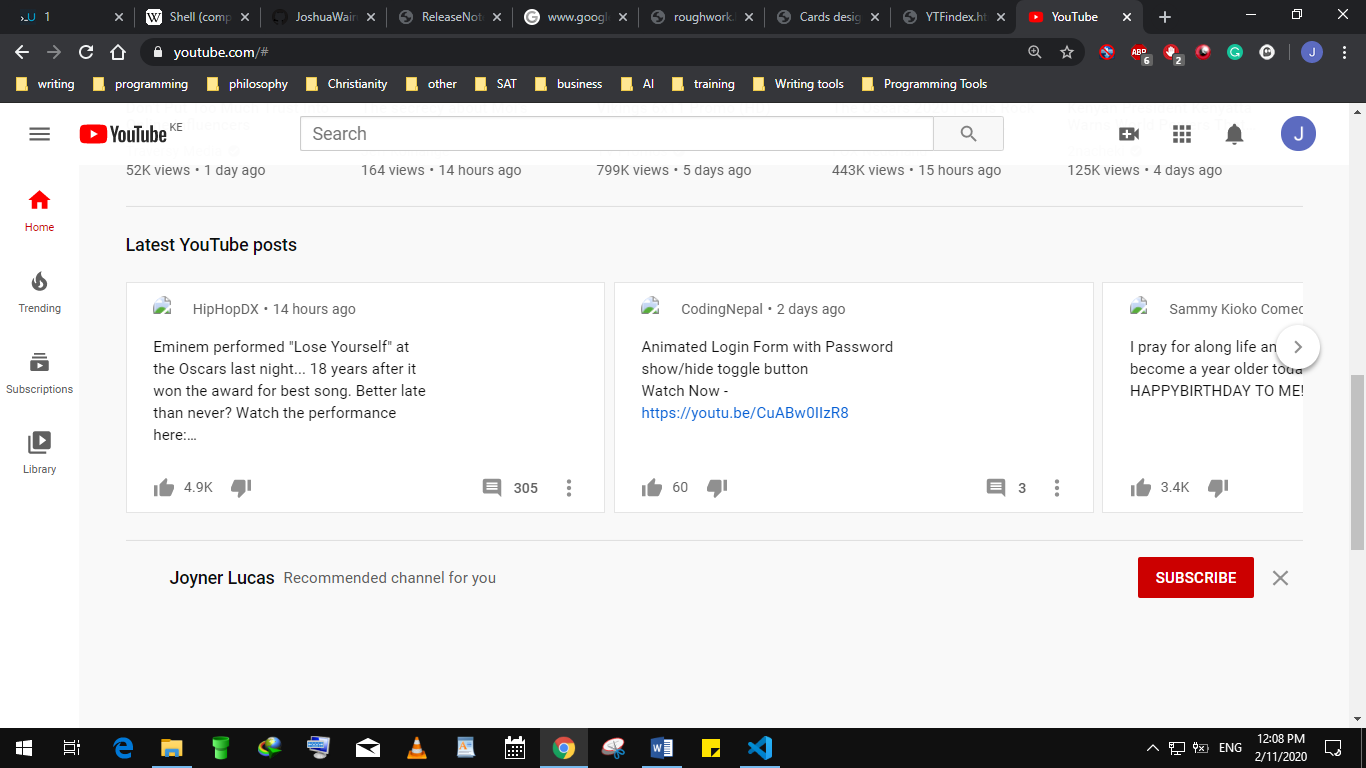 1
Shell (comp
JoshuaWain
ReleaseNot
www.google
roughwork.
Cards desig
YTFindex.ht
YouTube
youtube.com/#
ABP
6
2
J
writing
programming
philosophy
Christianity
other
SAT
business
AI
training
Writing tools
Programming Tools
YouTube KE
Search
J
52K views • 1 day ago
164 views • 14 hours ago
799K views • 5 days ago
443K views • 15 hours ago
125K views • 4 days ago
Home
Trending
Subscriptions
Library
Latest YouTube posts
HipHopDX • 14 hours ago
Eminem performed "Lose Yourself" at
the Oscars last night... 18 years after it
won the award for best song. Better late
than never? Watch the performance
here:…
4.9K
305
CodingNepal • 2 days ago
Animated Login Form with Password
show/hide toggle button
Watch Now -
https://youtu.be/CuABw0IIzR8
60
3
Sammy Kioko Comed
I pray for along life an
become a year older toda
HAPPYBIRTHDAY TO ME!
3.4K
Joyner Lucas Recommended channel for you
SUBSCRIBE
ENG
12:08 PM
2/11/2020